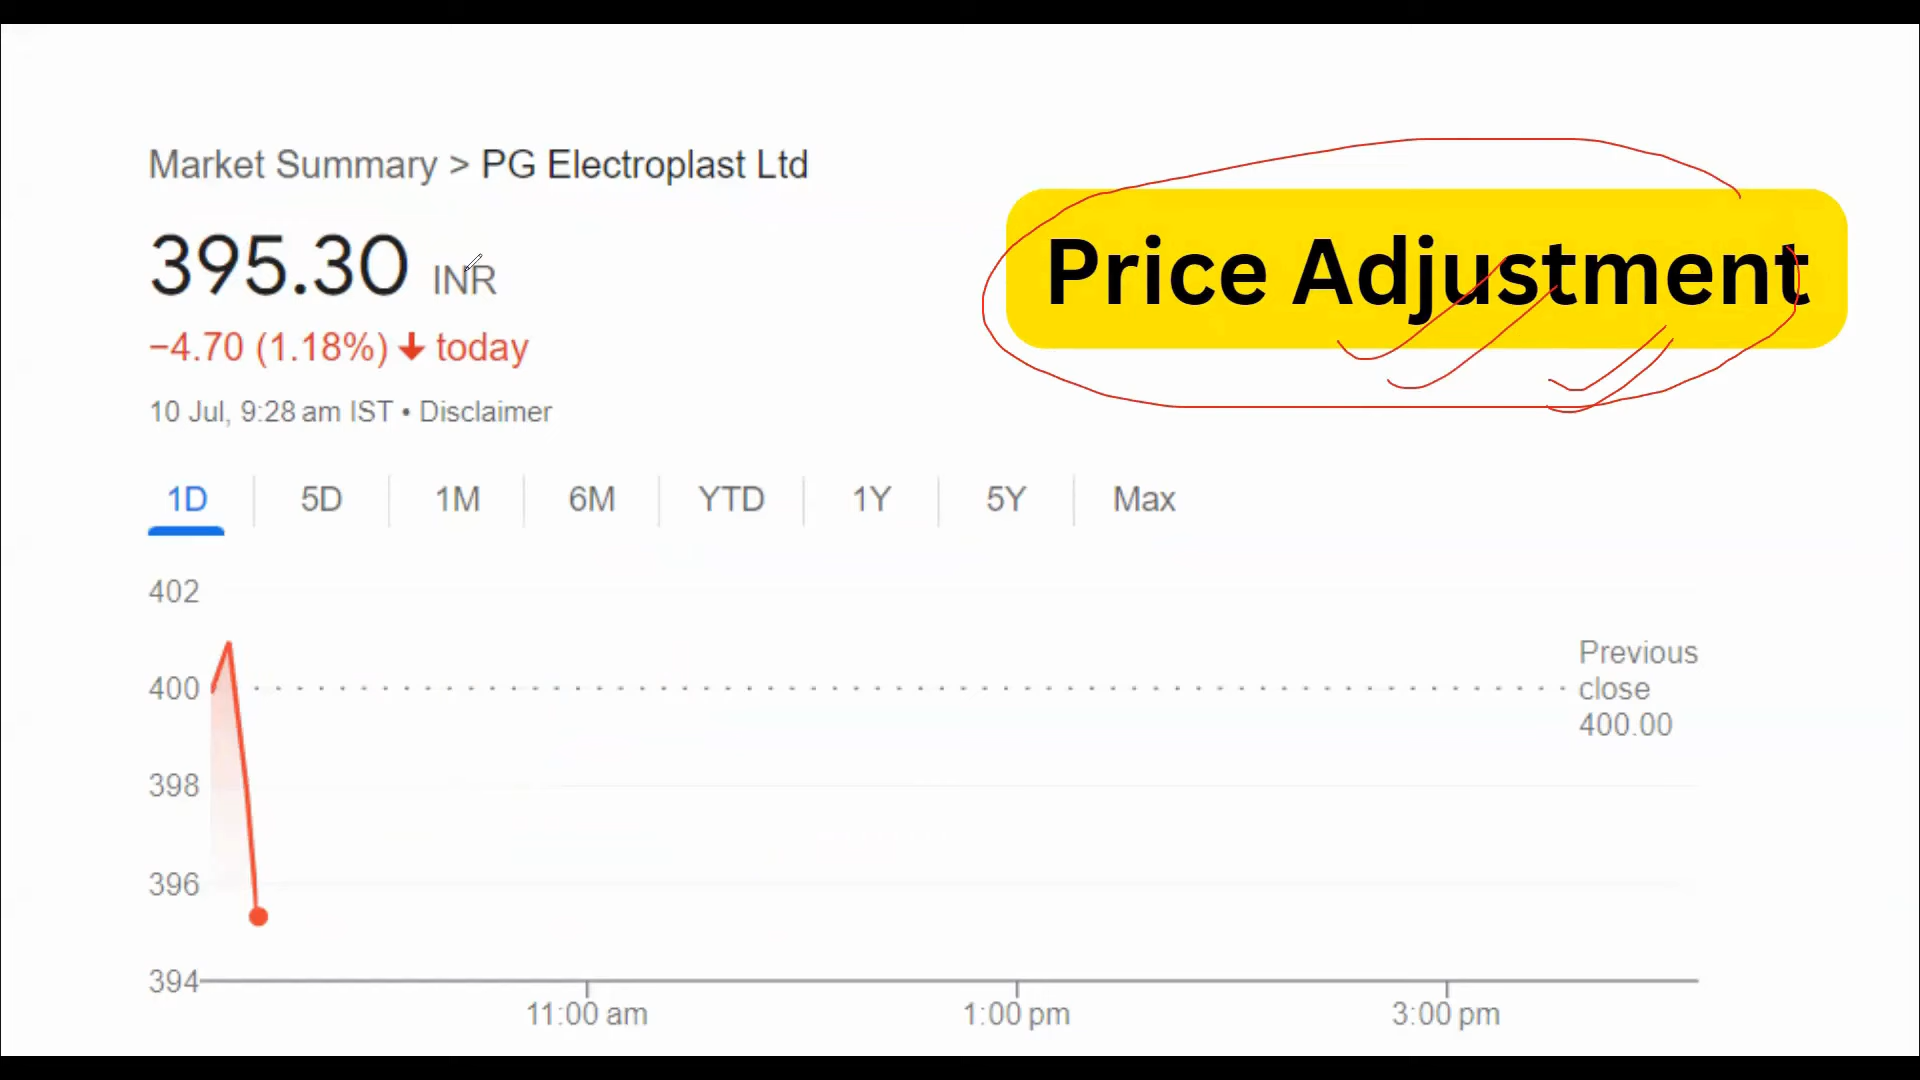 Market Summary > PG Electroplast Ltd
395.30 INR
−4.70 (1.18%) ↓ today
10 Jul, 9:28 am IST • Disclaimer
Price Adjustment
1D 5D 1M 6M YTD 1Y 5Y Max
402
400
398
396
394
Previous
close
400.00
11:00 am 1:00 pm 3:00 pm